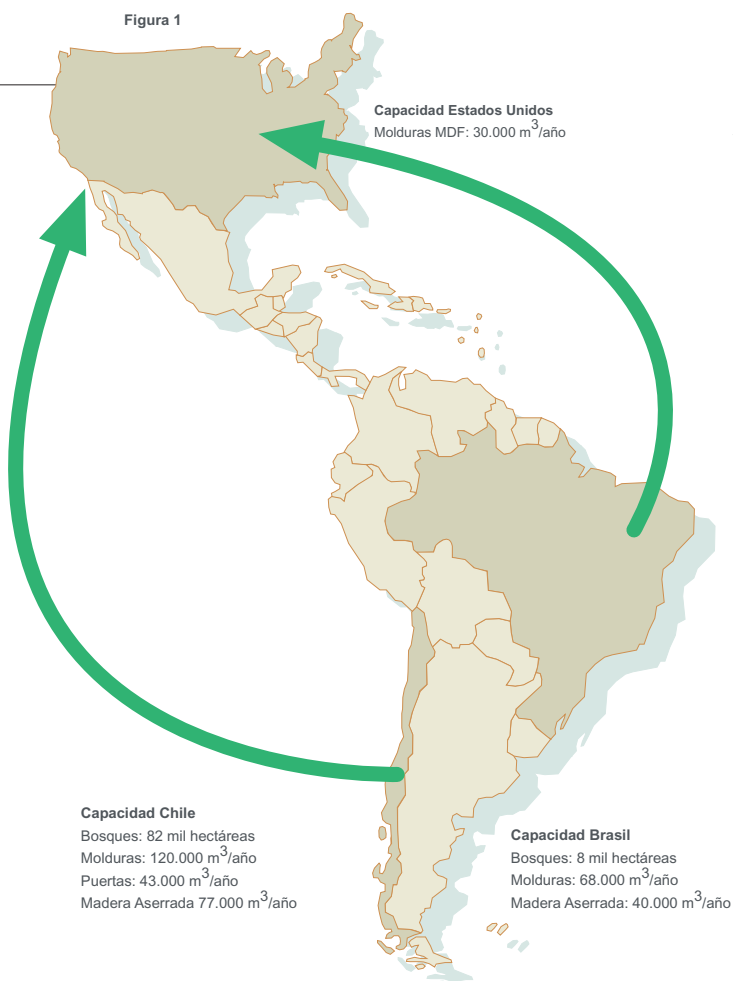 Figura 1
Capacidad Estados Unidos
Molduras MDF: 30.000 m³/año
Capacidad Chile
Bosques: 82 mil hectáreas
Molduras: 120.000 m³/año
Puertas: 43.000 m³/año
Madera Aserrada 77.000 m³/año
Capacidad Brasil
Bosques: 8 mil hectáreas
Molduras: 68.000 m³/año
Madera Aserrada: 40.000 m³/año